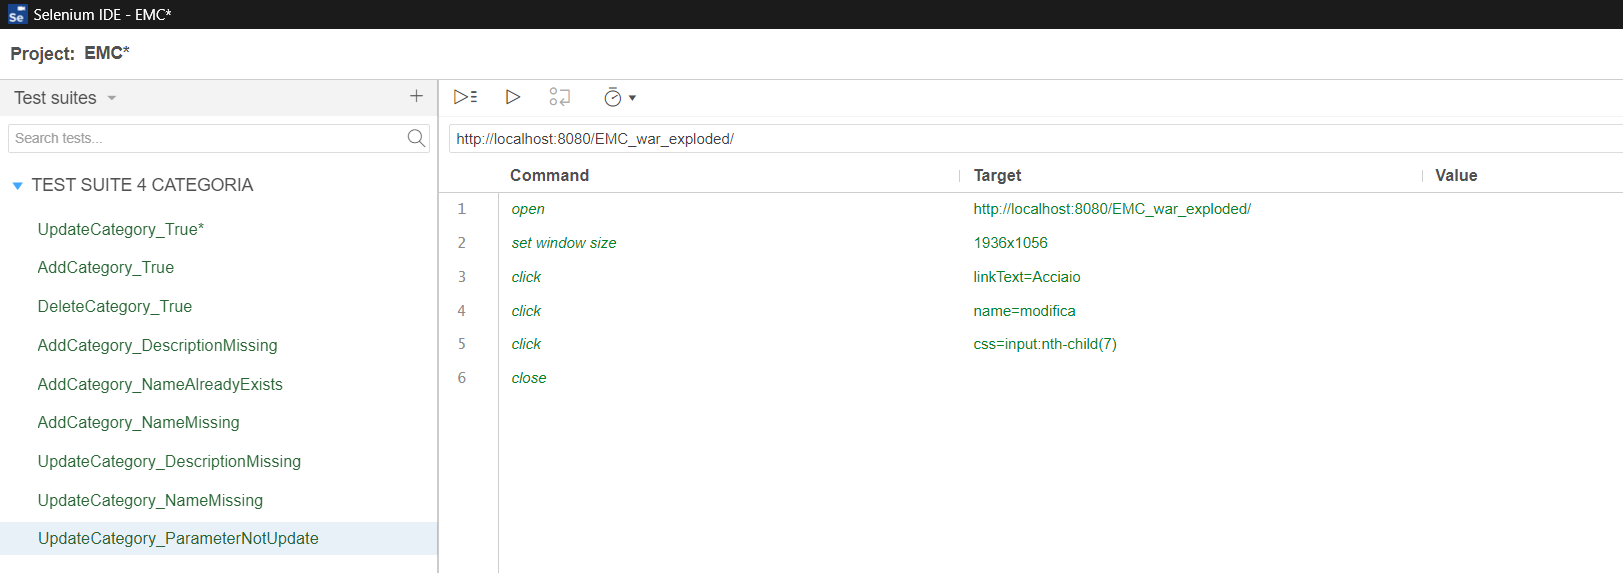 Se Selenium IDE - EMC*
Project: EMC*
Test suites
Search tests...
TEST SUITE 4 CATEGORIA
UpdateCategory_True*
AddCategory_True
DeleteCategory_True
AddCategory_DescriptionMissing
AddCategory_NameAlreadyExists
AddCategory_NameMissing
UpdateCategory_DescriptionMissing
UpdateCategory_NameMissing
UpdateCategory_ParameterNotUpdate
http://localhost:8080/EMC_war_exploded/
Command Target Value
1 open http://localhost:8080/EMC_war_exploded/
2 set window size 1936x1056
3 click linkText=Acciaio
4 click name=modifica
5 click css=input:nth-child(7)
6 close